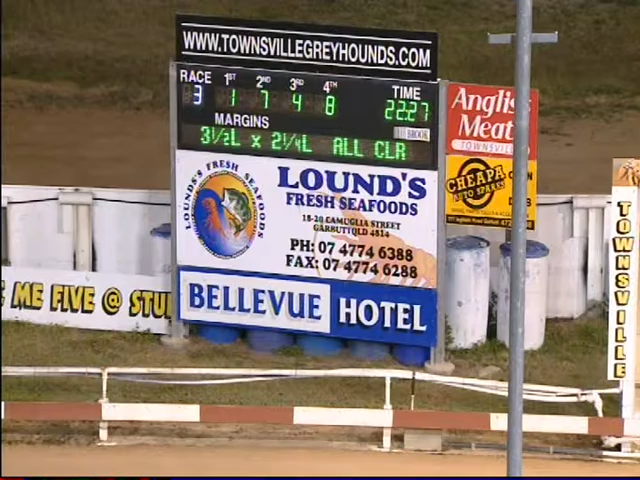 WWW.TOWNSVILLEGREYHOUNDS.COM
RACE 1ST 2ND 3RD 4TH TIME
3 1 7 4 8 22.27
MARGINS
3½L x 2¼L ALL CLR
LOUND'S FRESH SEAFOODS
LOUND'S
FRESH SEAFOODS
18-20 CAMUGLIA STREET
GARBUTT QLD 4814
PH: 07 4774 6388
FAX: 07 4774 6288
BELLEVUE HOTEL
Meat
TOWNSVILLE
CHEAPA
AUTO SPARES
ME FIVE @
TOWNSVILLE